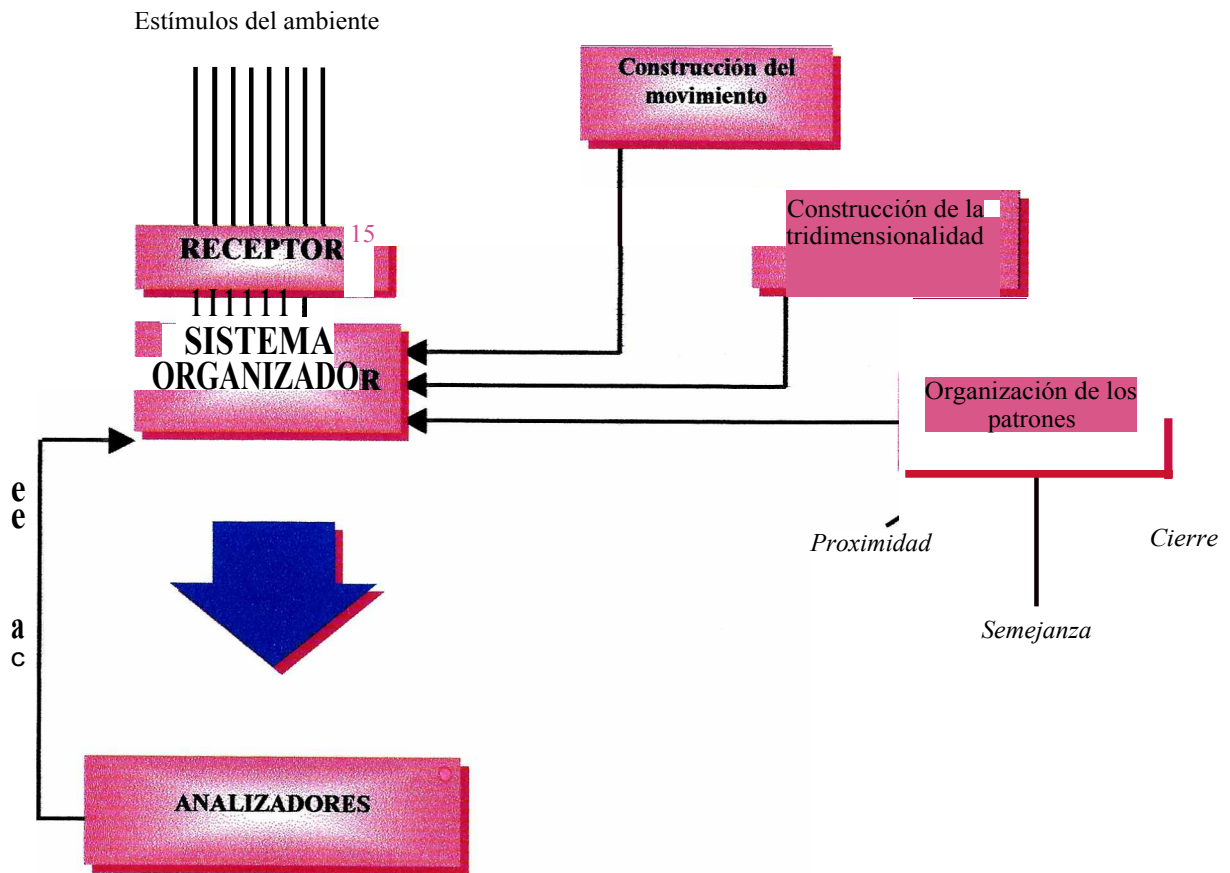 Estímulos del ambiente
Construcción del
movimiento
Construcción de la
tridimensionalidad
RECEPTOR 15
1I1111
SISTEMA
ORGANIZADOR
Organización de los
patrones
e
e
Proximidad
Cierre
a
c
Semejanza
ANALIZADORES